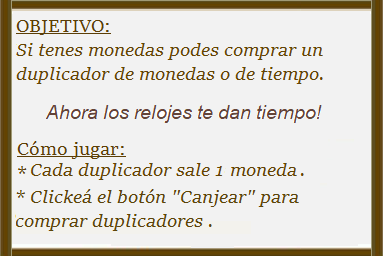 OBJETIVO:
Si tenes monedas podes comprar un
duplicador de monedas o de tiempo.
Ahora los relojes te dan tiempo!
Cómo jugar:
* Cada duplicador sale 1 moneda.
* Clickeá el botón "Canjear" para
comprar duplicadores .